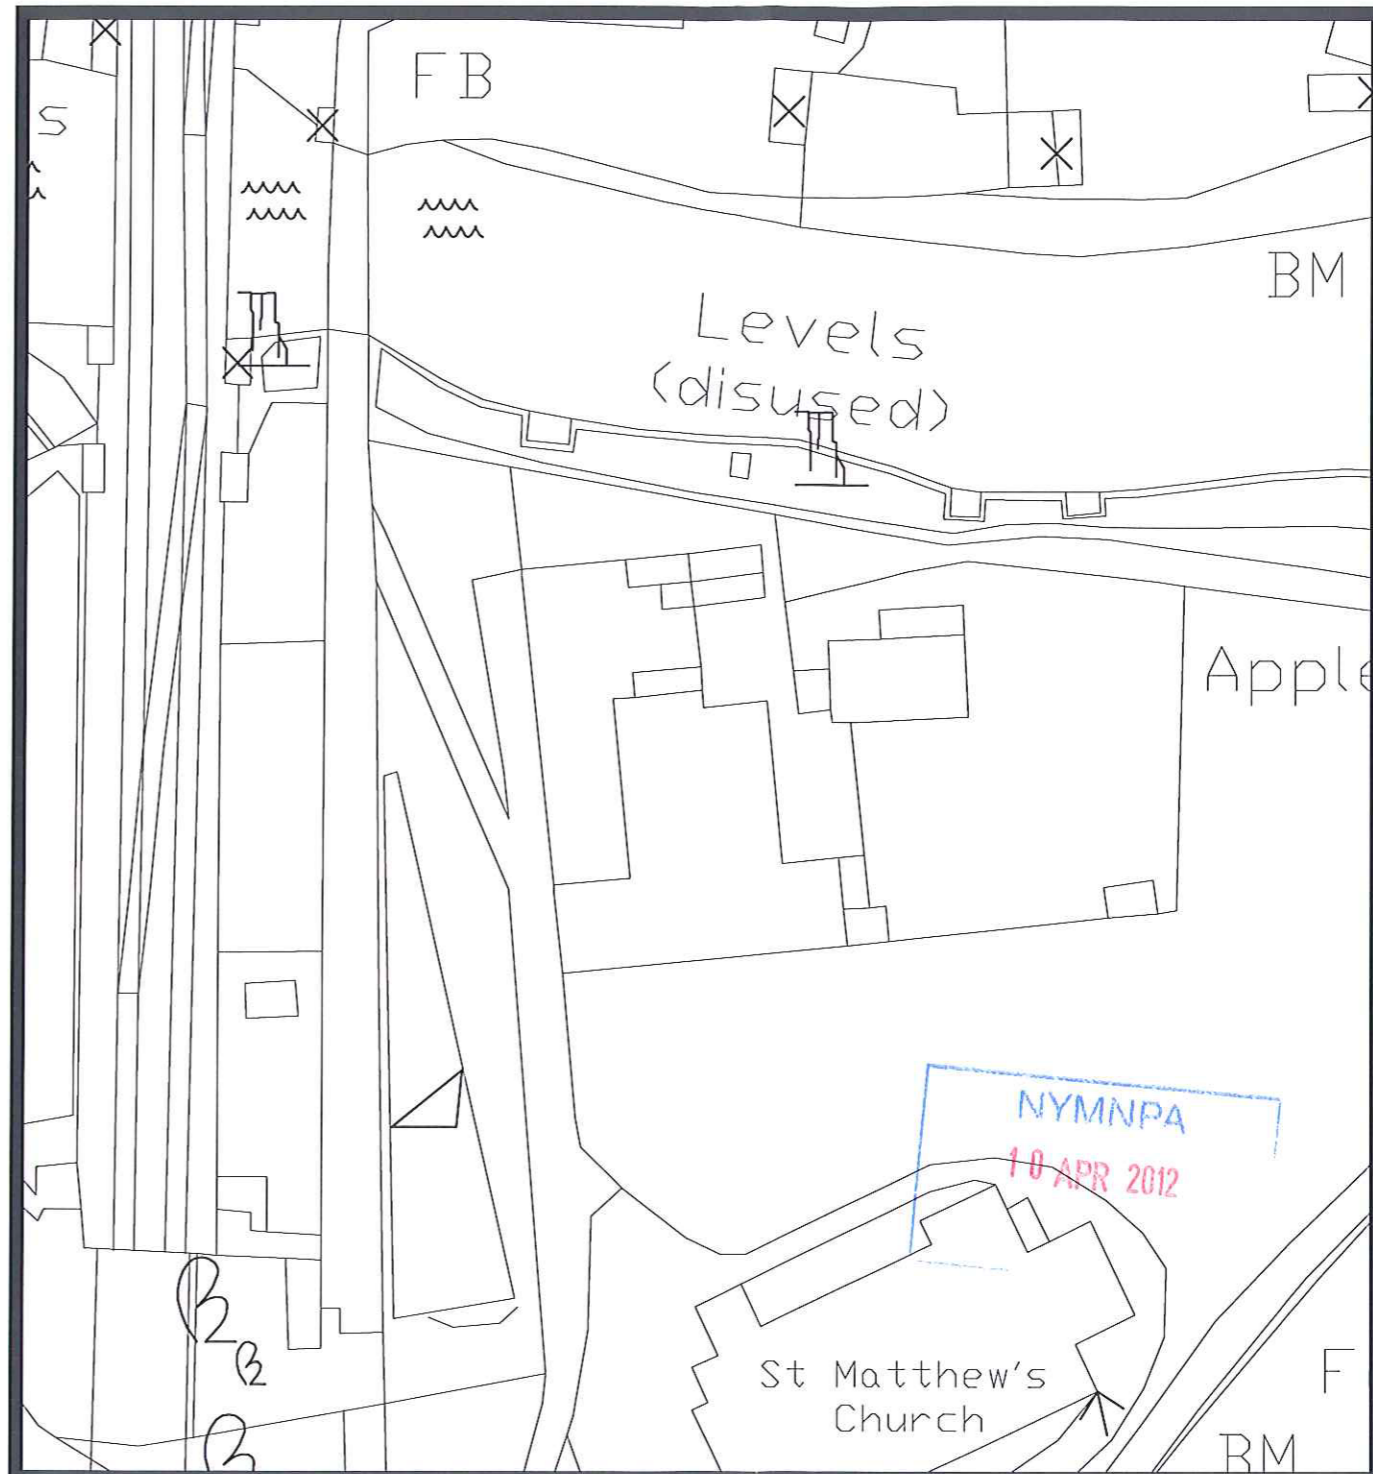 FB
s
BM
Levels
(disused)
Apple
NYMNPA
10 APR 2012
St Matthew's
Church
F
BM